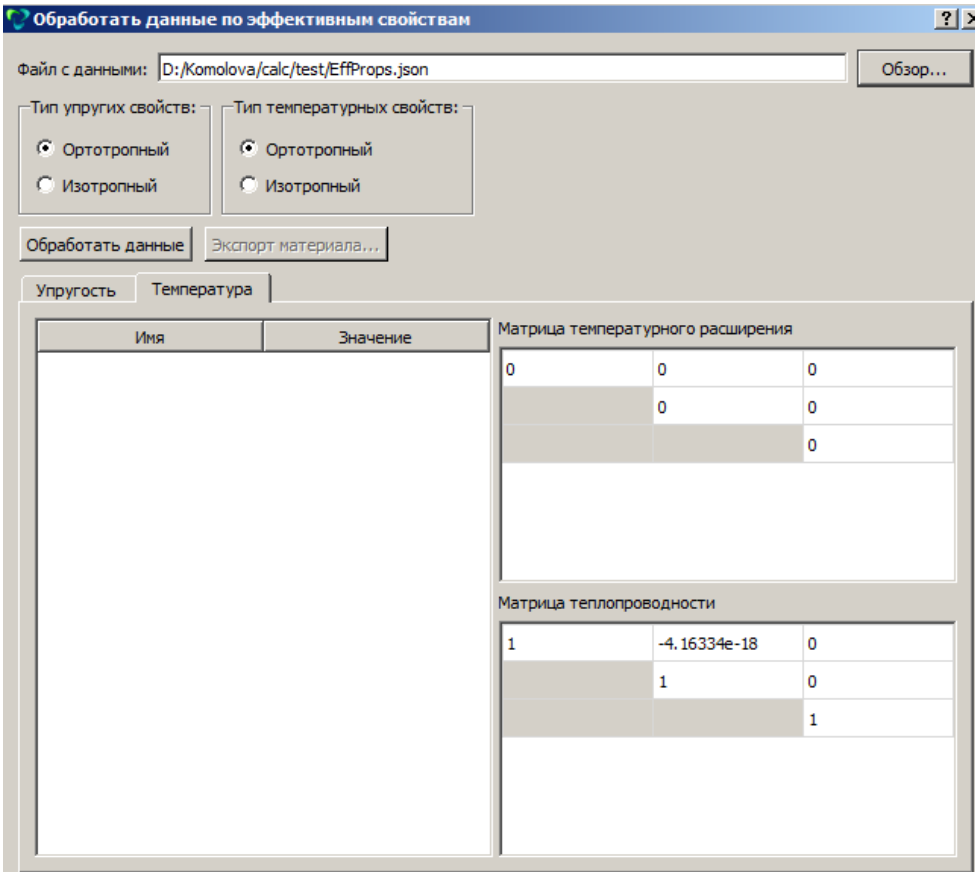 Обработать данные по эффективным свойствам
Файл с данными: D:/Komolova/calc/test/EffProps.json Обзор...
Тип упругих свойств: Тип температурных свойств:
Ортотропный Ортотропный
Изотропный Изотропный
Обработать данные Экспорт материала...
Упругость Температура
Имя Значение
Матрица температурного расширения
0 0 0
0 0
0
Матрица теплопроводности
1 -4.16334e-18 0
1 0
1